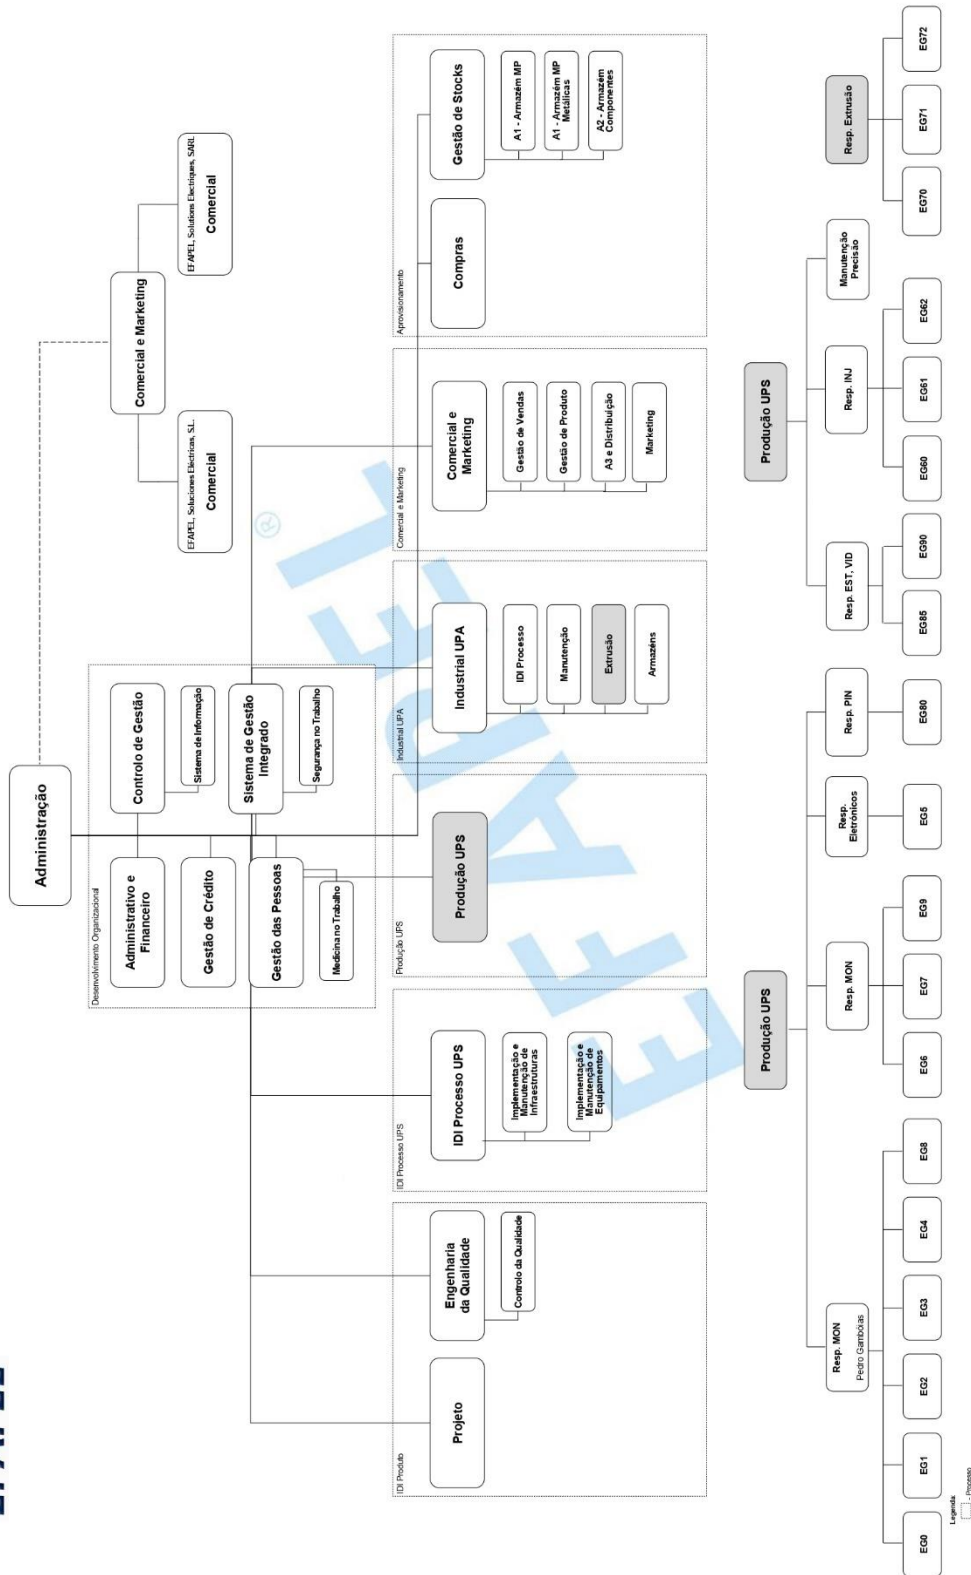 EFAPEL
Administração
Comercial e Marketing
EFAPEL, Soluciones Eléctricas, S.L.
Comercial
EFAPEL, Solutions Electriques, SARL
Comercial
Desenvolvimento Organizacional
Administrativo e
Financeiro
Controlo de Gestão
Sistema de Informação
Gestão de Crédito
Gestão das Pessoas
Sistema de Gestão
Integrado
Medicina no Trabalho
Segurança no Trabalho
IDI Produto
Projeto
Engenharia
da Qualidade
Controlo da Qualidade
IDI Processo UPS
IDI Processo UPS
Implementação e
Manutenção de
Infraestruturas
Implementação e
Manutenção de
Equipamentos
Produção UPS
Produção UPS
Industrial UPA
Industrial UPA
IDI Processo
Manutenção
Extrusão
Armazéns
Comercial e Marketing
Comercial e
Marketing
Gestão de Vendas
Gestão de Produto
A3 e Distribuição
Marketing
Aprovisionamento
Compras
Gestão de Stocks
A1 - Armazém MP
A1 - Armazém MP
Metálicas
A2 - Armazém
Componentes
EFAPEL®
Produção UPS
Resp. MON
Pedro Gambóias
EG0
EG1
EG2
EG3
EG4
EG8
Resp. MON
EG6
EG7
EG9
Resp.
Eletrónicos
EG5
Resp. PIN
EG80
Produção UPS
Resp. EST, VID
EG85
EG90
Resp. INJ
EG60
EG61
EG62
Manutenção
Precisão
Resp. Extrusão
EG70
EG71
EG72
Legenda:
- Processo